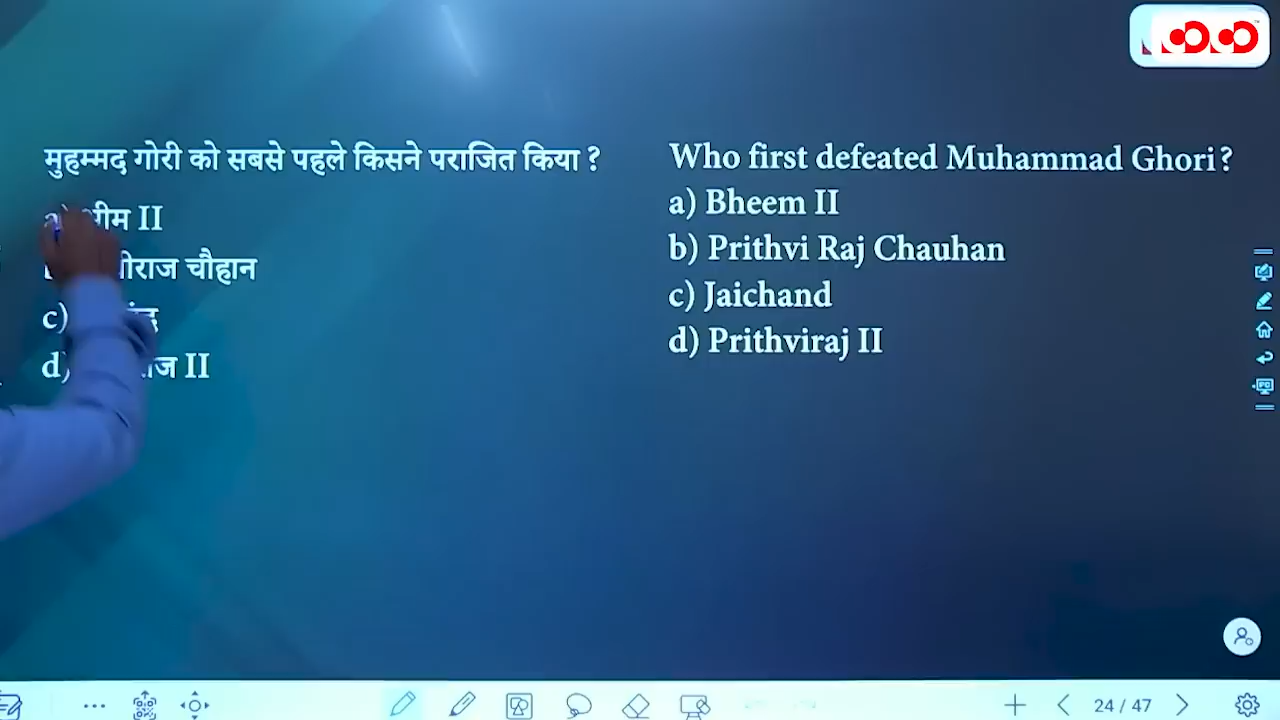 मुहम्मद गोरी को सबसे पहले किसने पराजित किया ?
II
चौहान
c)
d) II
Who first defeated Muhammad Ghori?
a) Bheem II
b) Prithvi Raj Chauhan
c) Jaichand
d) Prithviraj II
24 / 47